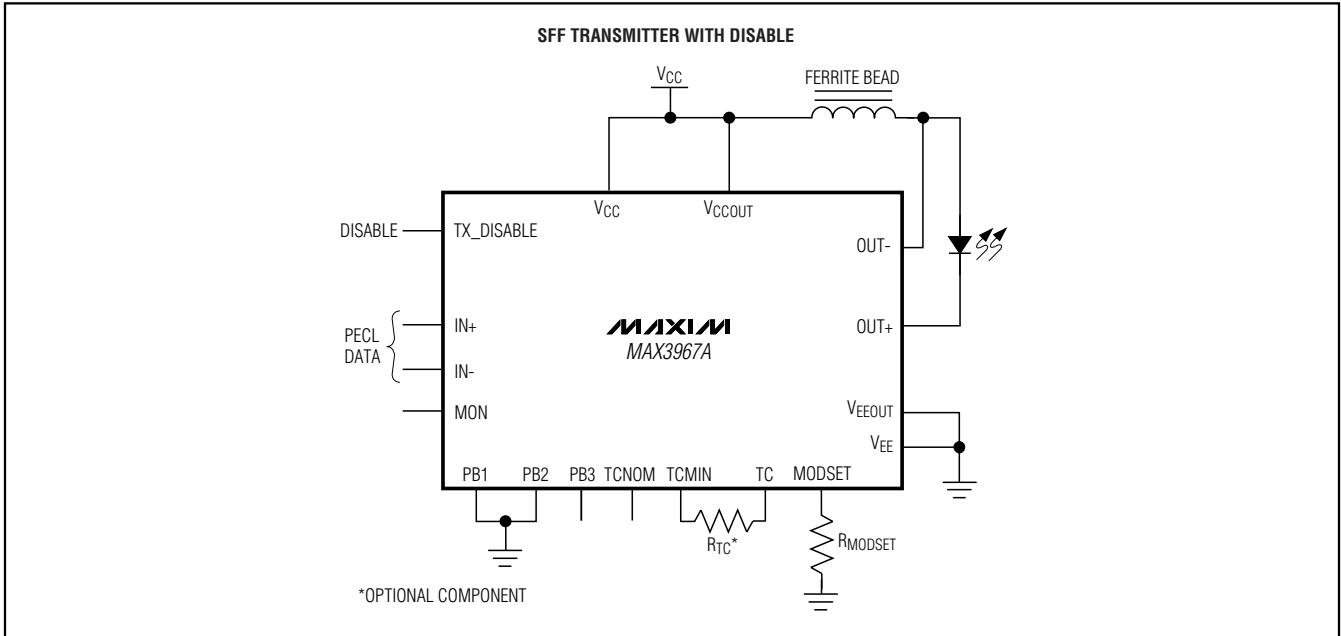 SFF TRANSMITTER WITH DISABLE
VCC
FERRITE BEAD
VCC
VCCOUT
DISABLE
TX_DISABLE
OUT-
PECL
DATA
IN+
IN-
MAXIM
MAX3967A
OUT+
MON
VEEOUT
VEE
PB1 PB2 PB3 TCNOM TCMIN TC MODSET
RTC*
RMODSET
*OPTIONAL COMPONENT